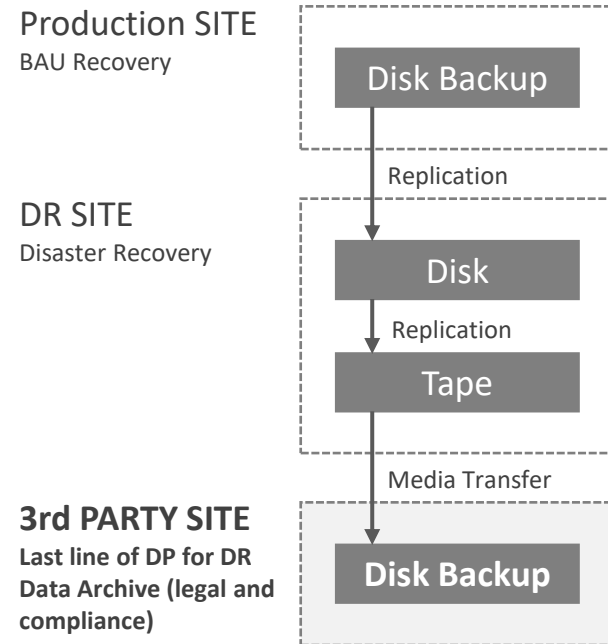 Production SITE
BAU Recovery
Disk Backup
Replication
DR SITE
Disaster Recovery
Disk
Replication
Tape
Media Transfer
3rd PARTY SITE
Last line of DP for DR
Data Archive (legal and
compliance)
Disk Backup